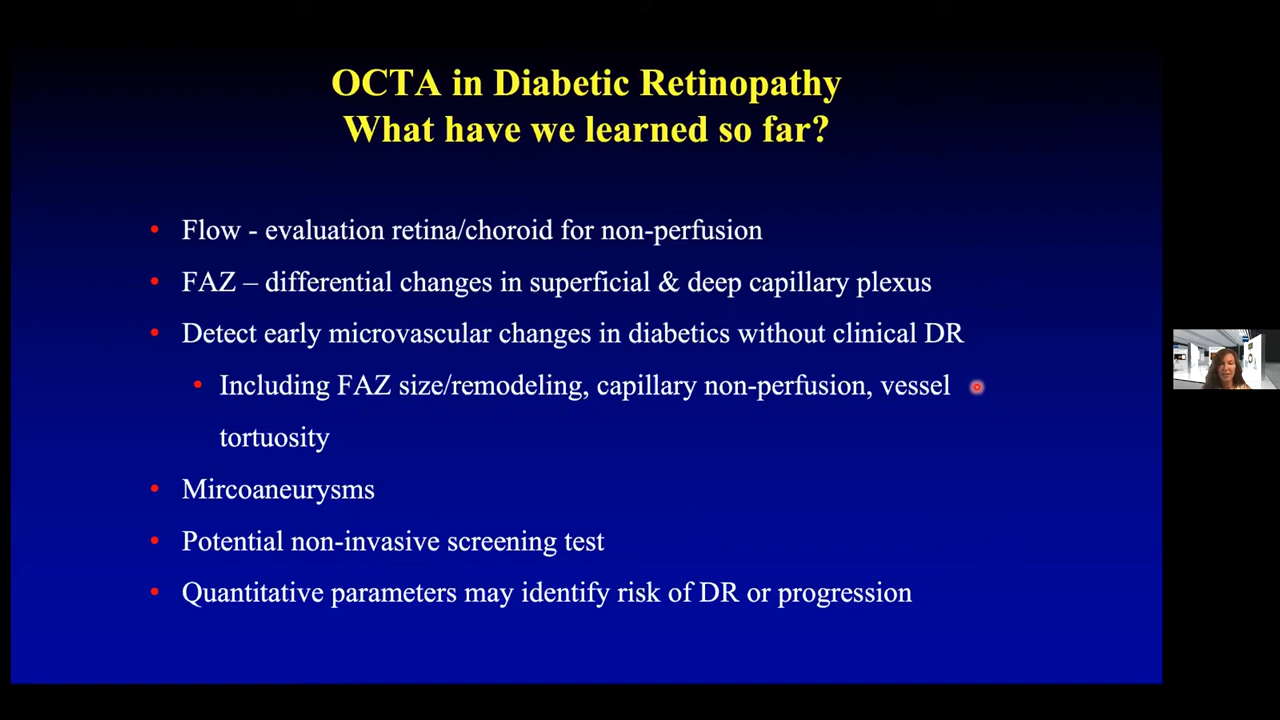 OCTA in Diabetic Retinopathy
What have we learned so far?
• Flow - evaluation retina/choroid for non-perfusion
• FAZ – differential changes in superficial & deep capillary plexus
• Detect early microvascular changes in diabetics without clinical DR
• Including FAZ size/remodeling, capillary non-perfusion, vessel
tortuosity
• Mircoaneurysms
• Potential non-invasive screening test
• Quantitative parameters may identify risk of DR or progression